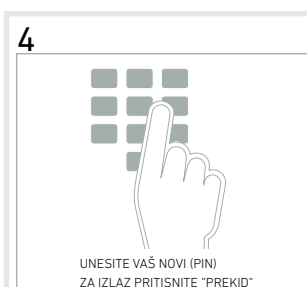 4
UNESITE VAŠ NOVI (PIN)
ZA IZLAZ PRITISNITE "PREKID"